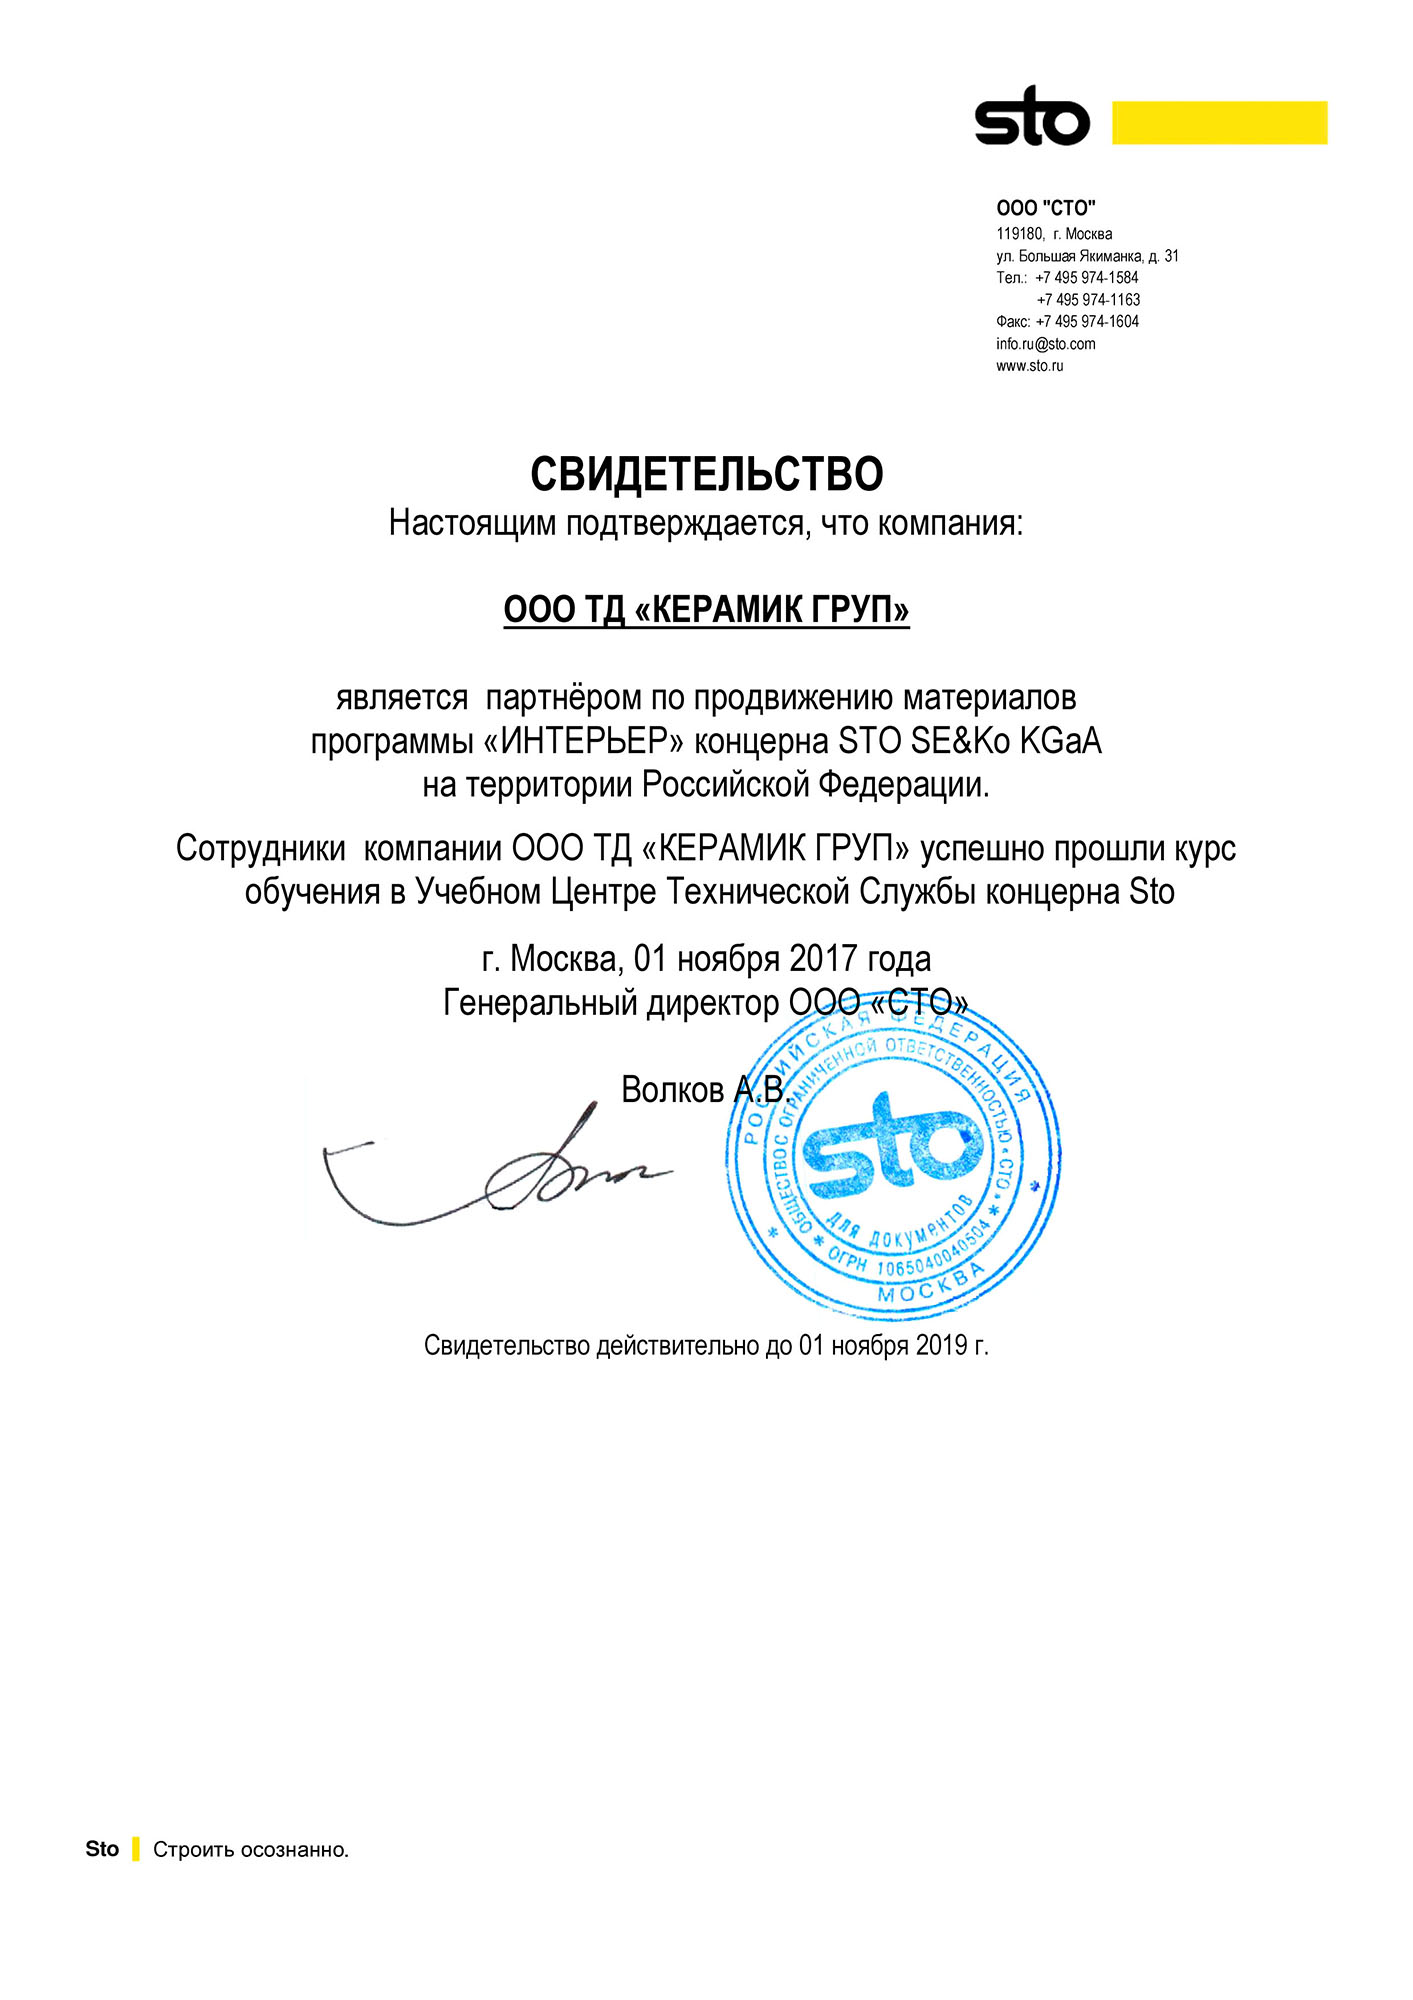 sto
ООО "СТО"
119180, г. Москва
ул. Большая Якиманка, д. 31
Тел.: +7 495 974-1584
+7 495 974-1163
Факс: +7 495 974-1604
info.ru@sto.com
www.sto.ru
СВИДЕТЕЛЬСТВО
Настоящим подтверждается, что компания:
ООО ТД «КЕРАМИК ГРУП»
является партнёром по продвижению материалов
программы «ИНТЕРЬЕР» концерна STO SE&Ko KGaA
на территории Российской Федерации.
Сотрудники компании ООО ТД «КЕРАМИК ГРУП» успешно прошли курс
обучения в Учебном Центре Технической Службы концерна Sto
г. Москва, 01 ноября 2017 года
Генеральный директор ООО «СТО»
Волков А.В.
РОССИЙСКАЯ ФЕДЕРАЦИЯ
* МОСКВА *
ОБЩЕСТВО С ОГРАНИЧЕННОЙ ОТВЕТСТВЕННОСТЬЮ «СТО»
* ОГРН 1065040040504 *
sto
ДЛЯ ДОКУМЕНТОВ
Свидетельство действительно до 01 ноября 2019 г.
Sto Строить осознанно.